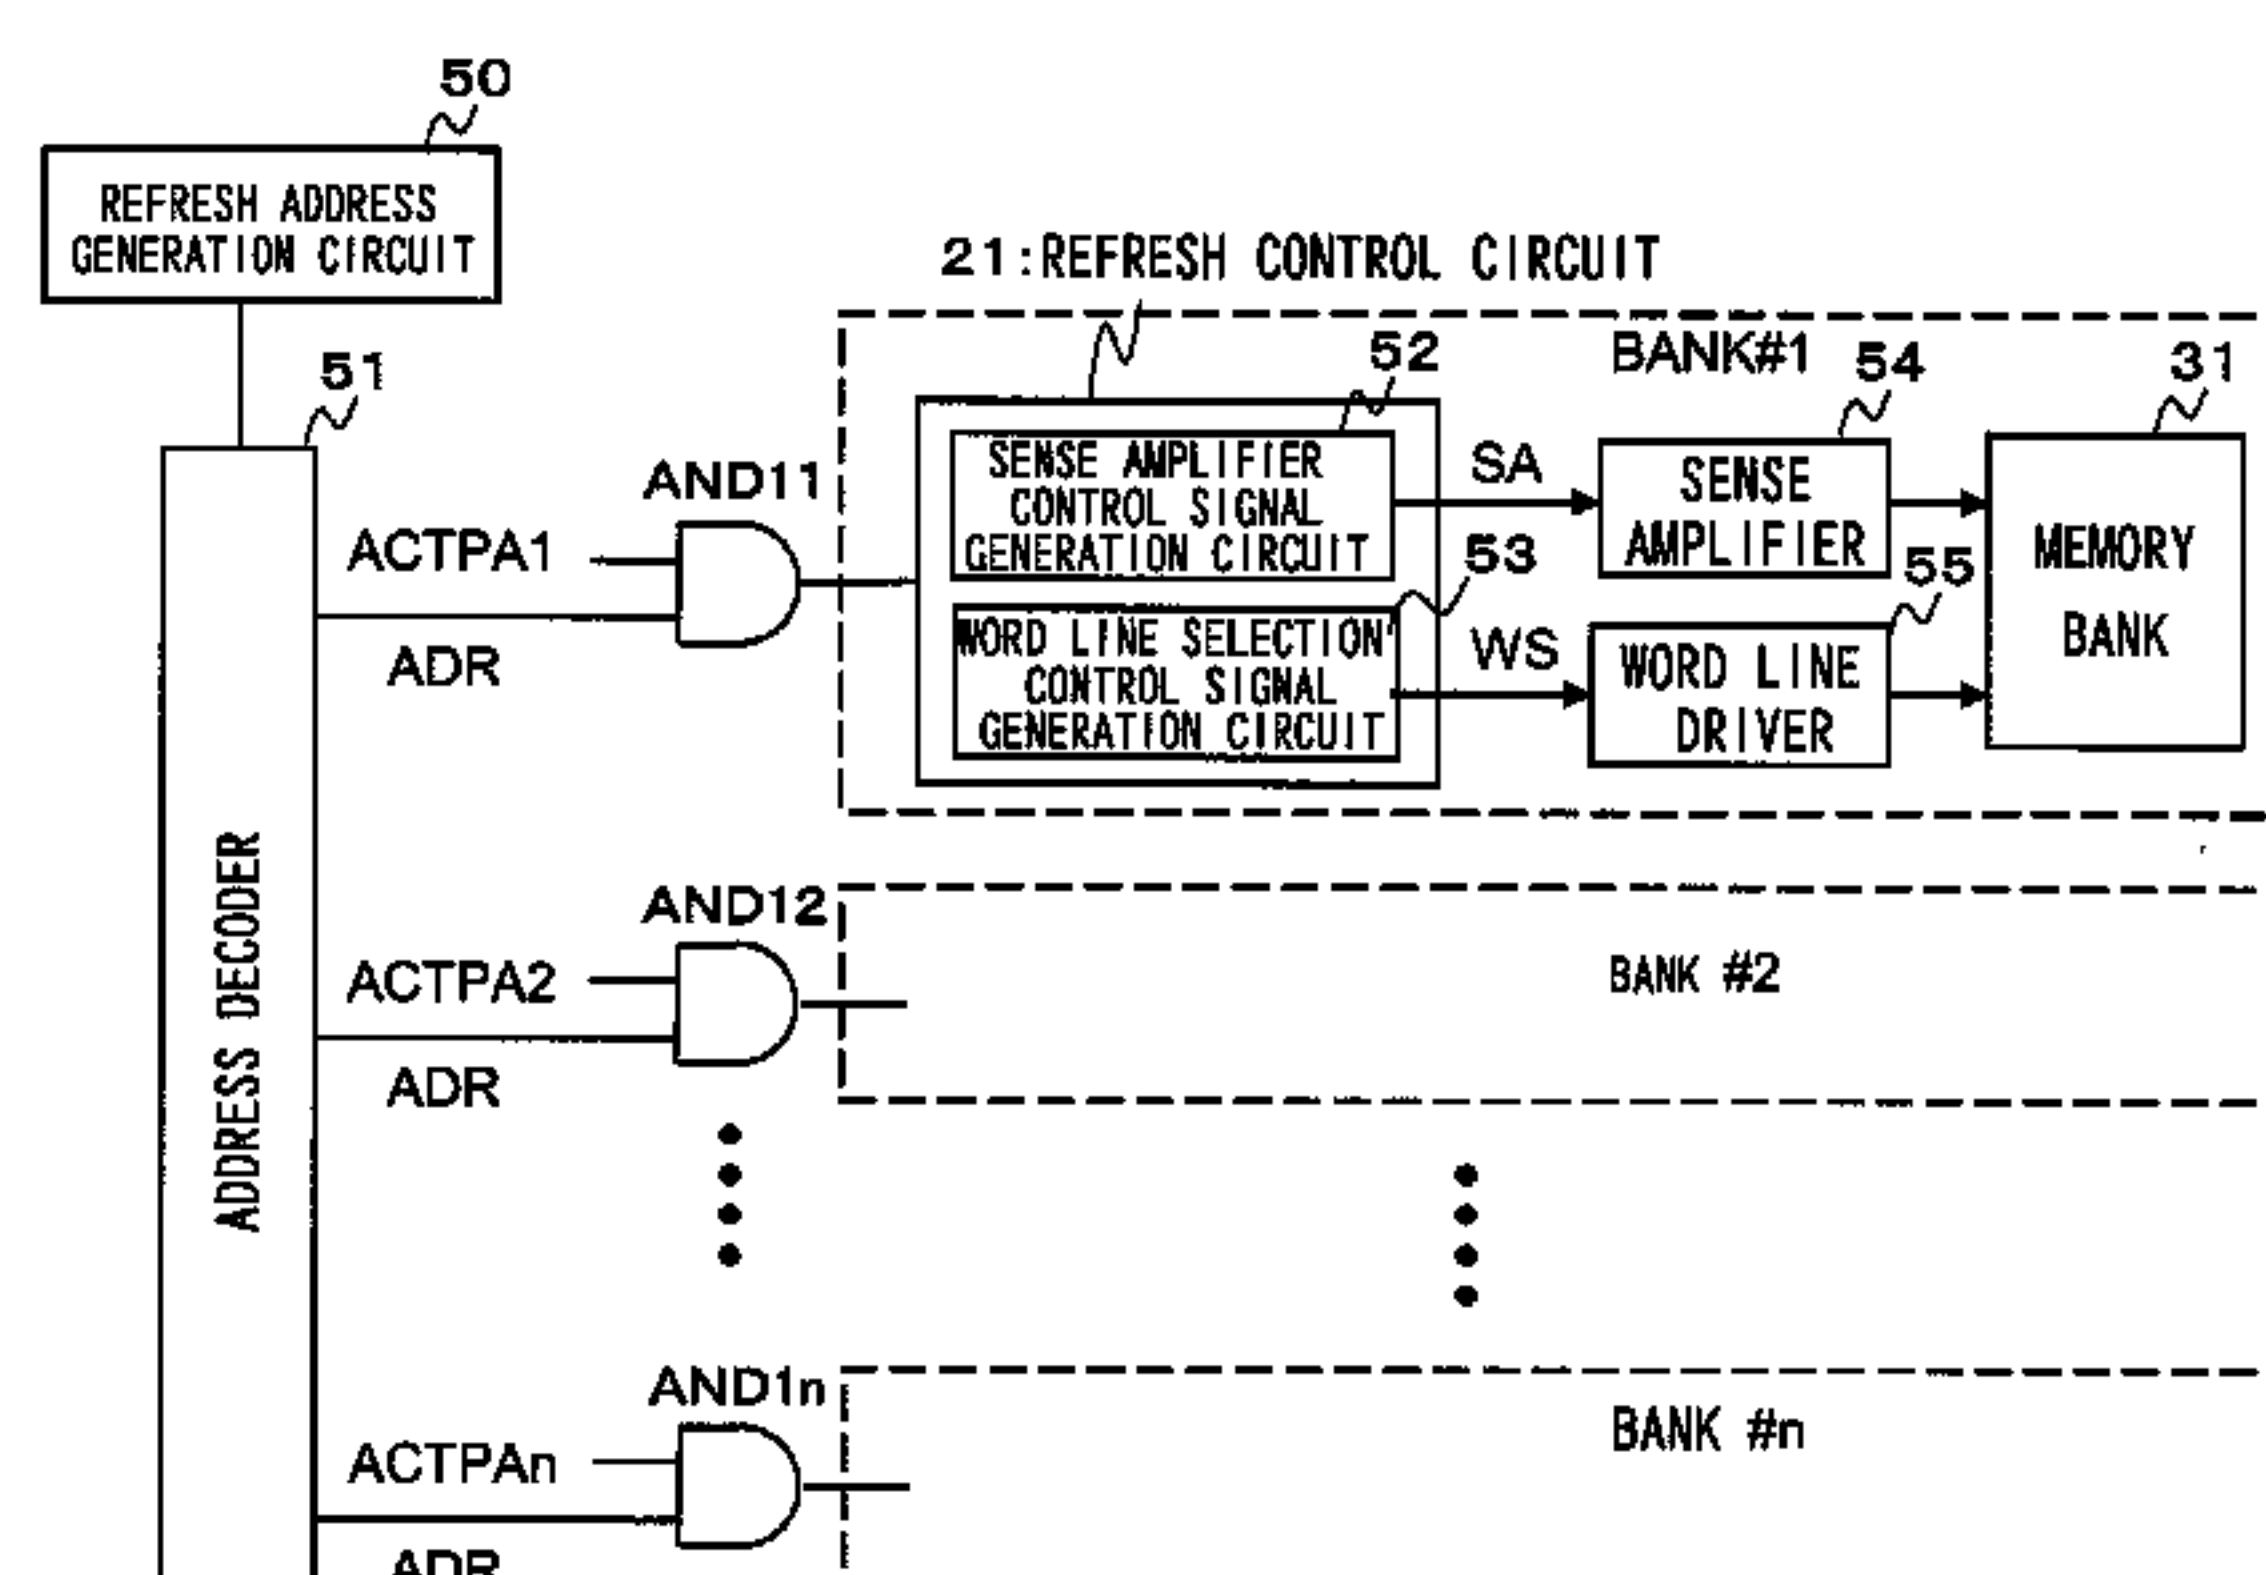 50
REFRESH ADDRESS
GENERATION CIRCUIT
21:REFRESH CONTROL CIRCUIT
51
52
BANK#1
54
31
AND11
SENSE AMPLIFIER
CONTROL SIGNAL
GENERATION CIRCUIT
SA
SENSE
AMPLIFIER
MEMORY
BANK
ACTPA1
53
55
ADR
WORD LINE SELECTION
CONTROL SIGNAL
GENERATION CIRCUIT
WS
WORD LINE
DRIVER
ADDRESS DECODER
AND12
ACTPA2
BANK #2
ADR
AND1n
BANK #n
ACTPAn
ADR